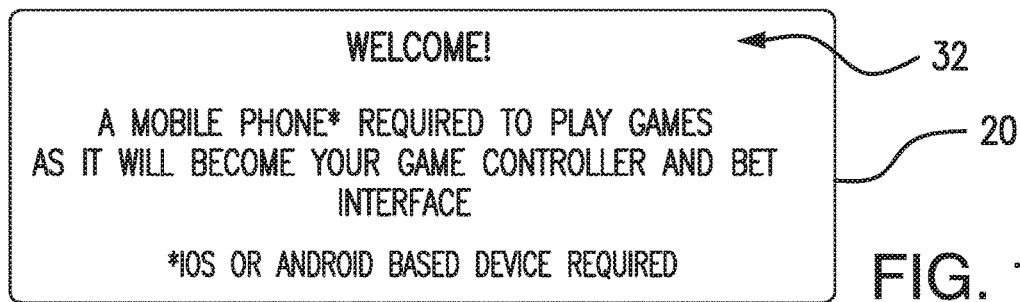 WELCOME!
32
A MOBILE PHONE* REQUIRED TO PLAY GAMES
20
AS IT WILL BECOME YOUR GAME CONTROLLER AND BET
INTERFACE
*IOS OR ANDROID BASED DEVICE REQUIRED
FIG.